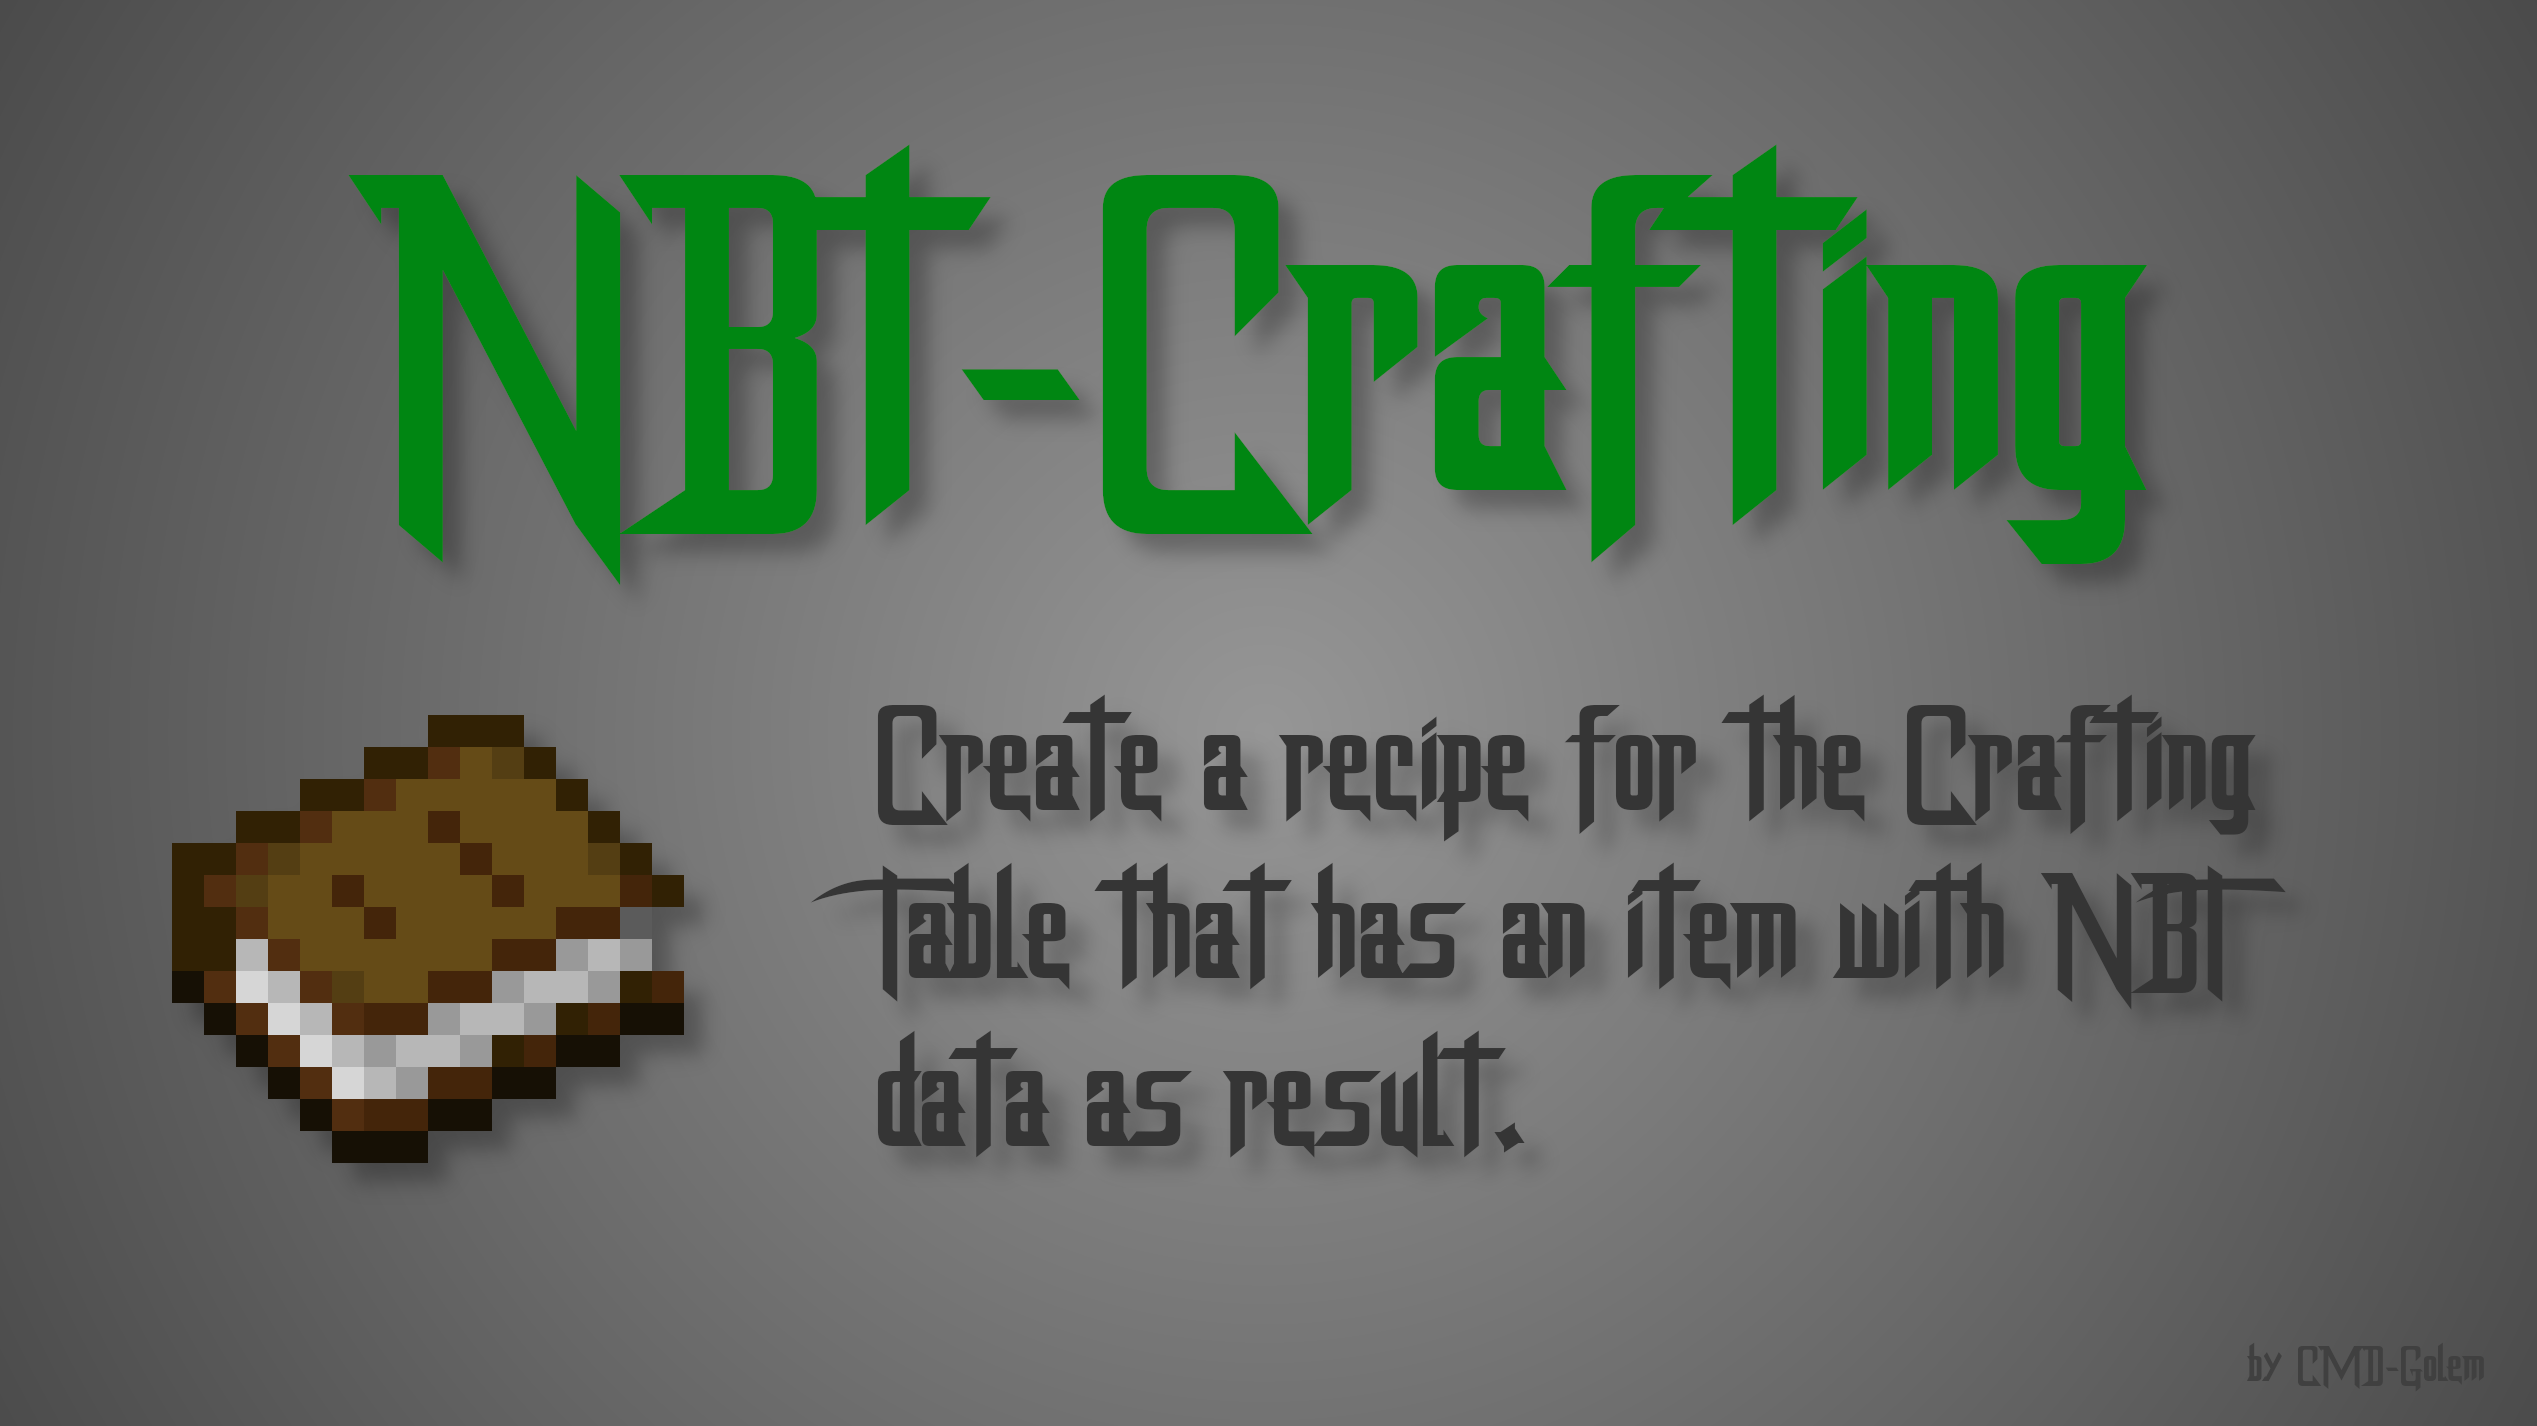 NBT-Crafting
Create a recipe for the Crafting
Table that has an item with NBT
data as result.
by CMD-Golem